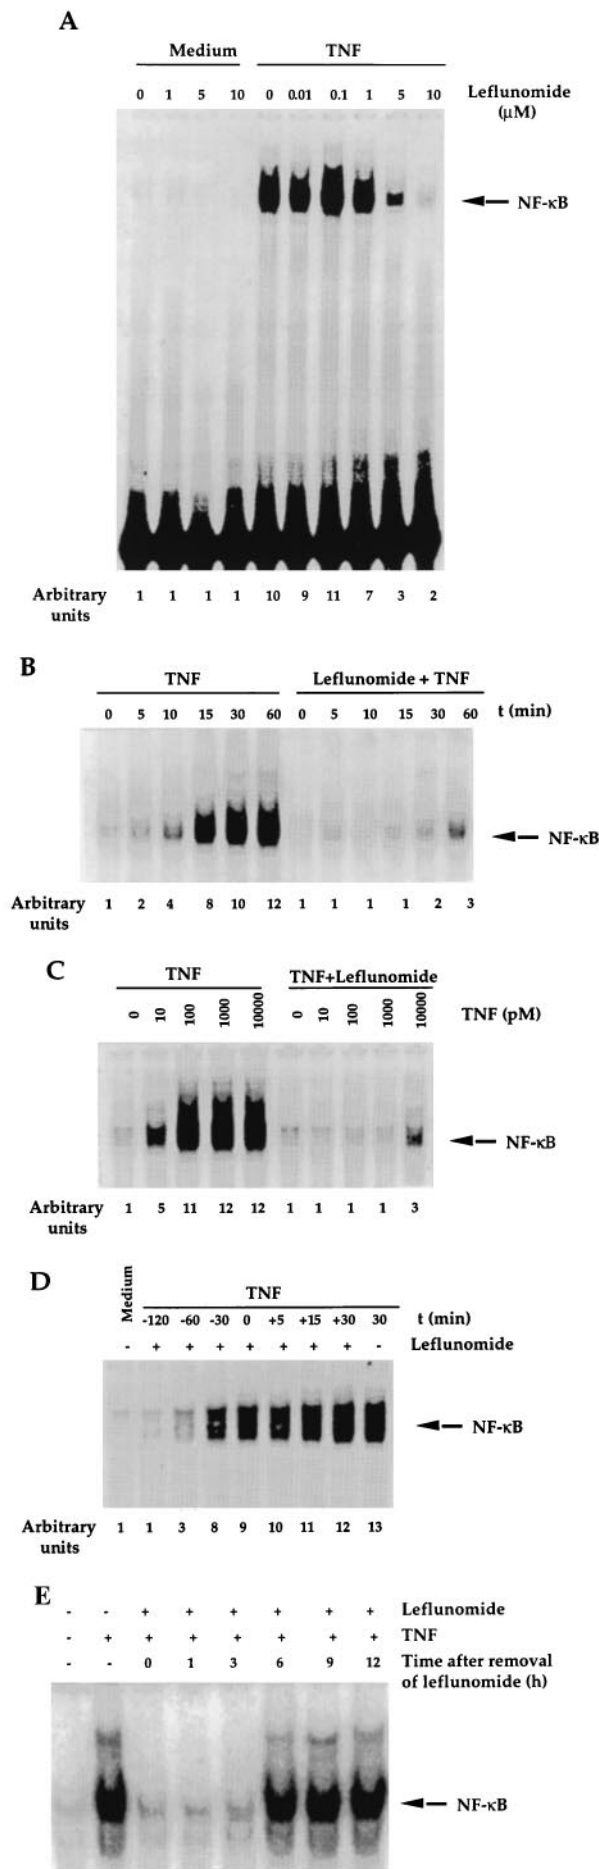 A
Medium TNF
0 1 5 10 0 0.01 0.1 1 5 10 Leflunomide
(μM)
NF-κB
Arbitrary
units
1 1 1 1 10 9 11 7 3 2
B
TNF Leflunomide + TNF
0 5 10 15 30 60 0 5 10 15 30 60 t (min)
NF-κB
Arbitrary
units
1 2 4 8 10 12 1 1 1 1 2 3
C
TNF TNF+Leflunomide
0 10 100 1000 10000 0 10 100 1000 10000 TNF (pM)
NF-κB
Arbitrary
units
1 5 11 12 12 1 1 1 1 3
D
Medium
TNF
-120 -60 -30 0 +5 +15 +30 30 t (min)
- + + + + + + + - Leflunomide
NF-κB
Arbitrary
units
1 1 3 8 9 10 11 12 13
E
- - + + + + + + Leflunomide
- + + + + + + + TNF
- - 0 1 3 6 9 12 Time after removal
of leflunomide (h)
NF-κB